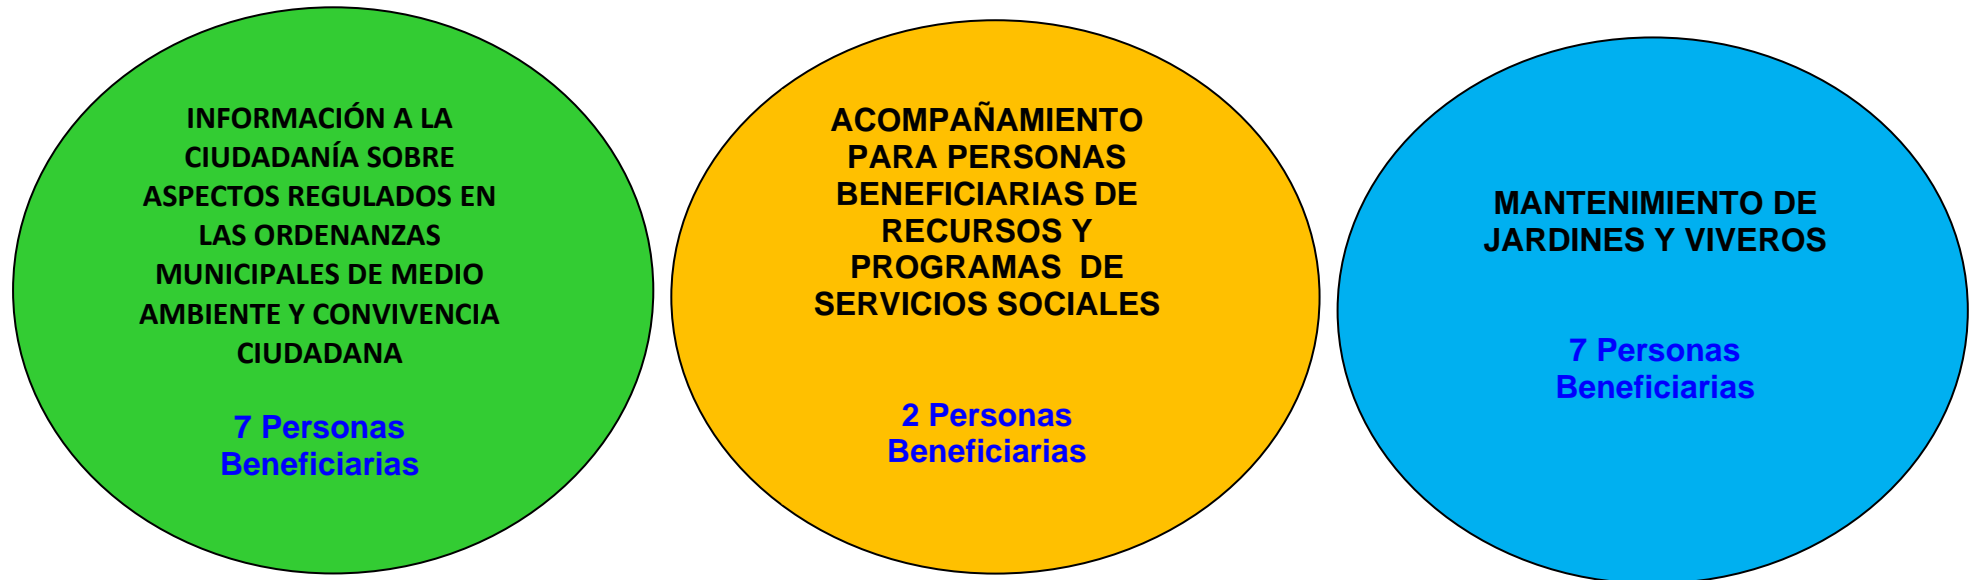 INFORMACIÓN A LA
CIUDADANÍA SOBRE
ASPECTOS REGULADOS EN
LAS ORDENANZAS
MUNICIPALES DE MEDIO
AMBIENTE Y CONVIVENCIA
CIUDADANA
7 Personas
Beneficiarias
ACOMPAÑAMIENTO
PARA PERSONAS
BENEFICIARIAS DE
RECURSOS Y
PROGRAMAS DE
SERVICIOS SOCIALES
2 Personas
Beneficiarias
MANTENIMIENTO DE
JARDINES Y VIVEROS
7 Personas
Beneficiarias